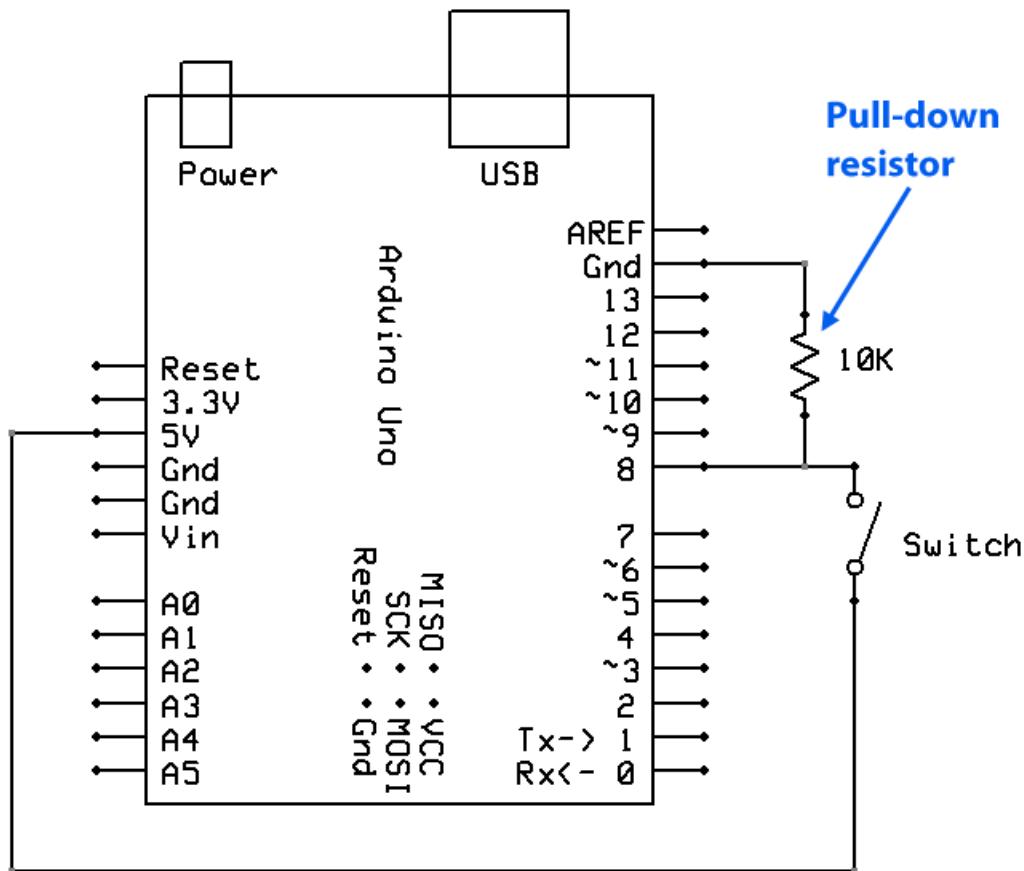 Pull-down
resistor
Power
USB
AREF
Gnd
13
12
~11
~10
~9
8
7
~6
~5
4
~3
2
Tx-> 1
Rx<- 0
10K
Switch
Arduino Uno
Reset
3.3V
5V
Gnd
Gnd
Vin
A0
A1
A2
A3
A4
A5
MISO • • VCC
SCK • • MOSI
Reset • • Gnd